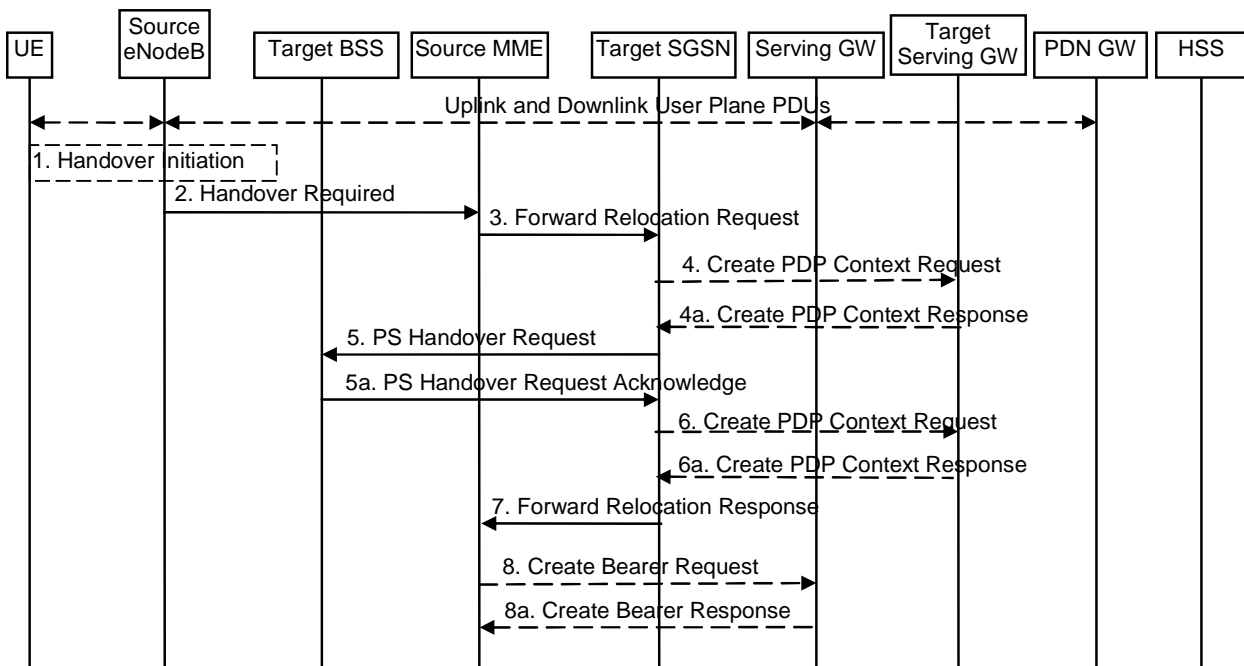 UE
Source
eNodeB
Target BSS
Source MME
Target SGSN
Serving GW
Target
Serving GW
PDN GW
HSS
Uplink and Downlink User Plane PDUs
1. Handover Initiation
2. Handover Required
3. Forward Relocation Request
4. Create PDP Context Request
4a. Create PDP Context Response
5. PS Handover Request
5a. PS Handover Request Acknowledge
6. Create PDP Context Request
6a. Create PDP Context Response
7. Forward Relocation Response
8. Create Bearer Request
8a. Create Bearer Response